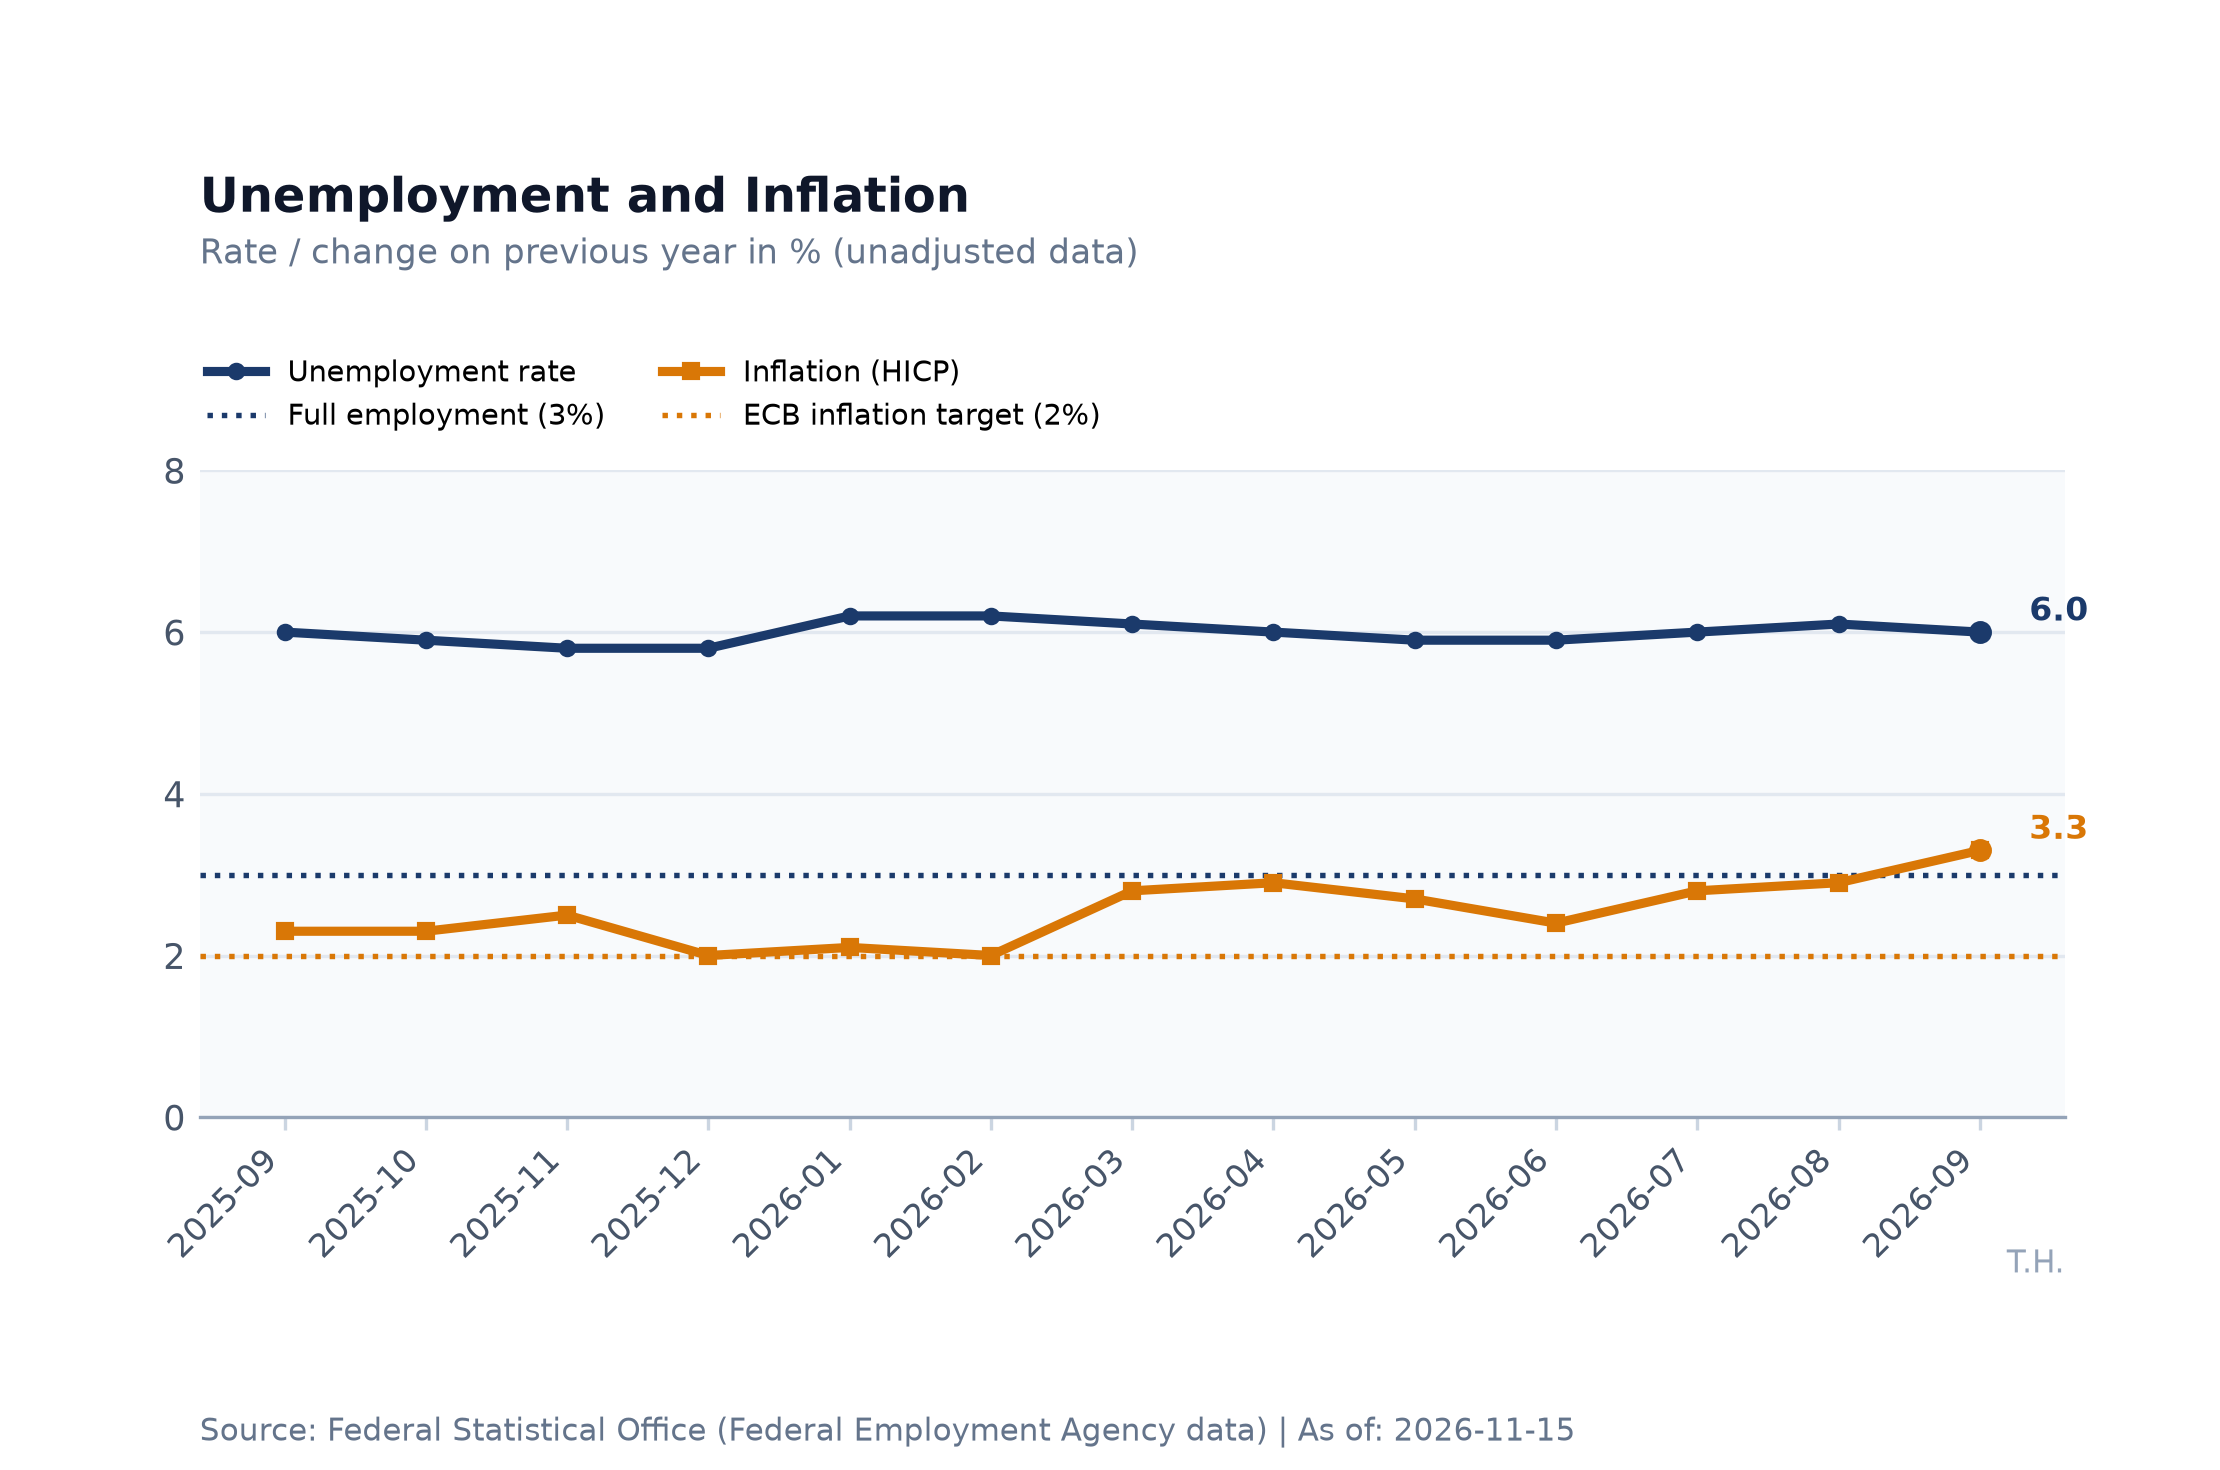 Unemployment and Inflation
Rate / change on previous year in % (unadjusted data)
Unemployment rate
Inflation (HICP)
Full employment (3%)
ECB inflation target (2%)
8
6
4
2
0
6.0
3.3
2025-09
2025-10
2025-11
2025-12
2026-01
2026-02
2026-03
2026-04
2026-05
2026-06
2026-07
2026-08
2026-09
T.H.
Source: Federal Statistical Office (Federal Employment Agency data) | As of: 2026-11-15